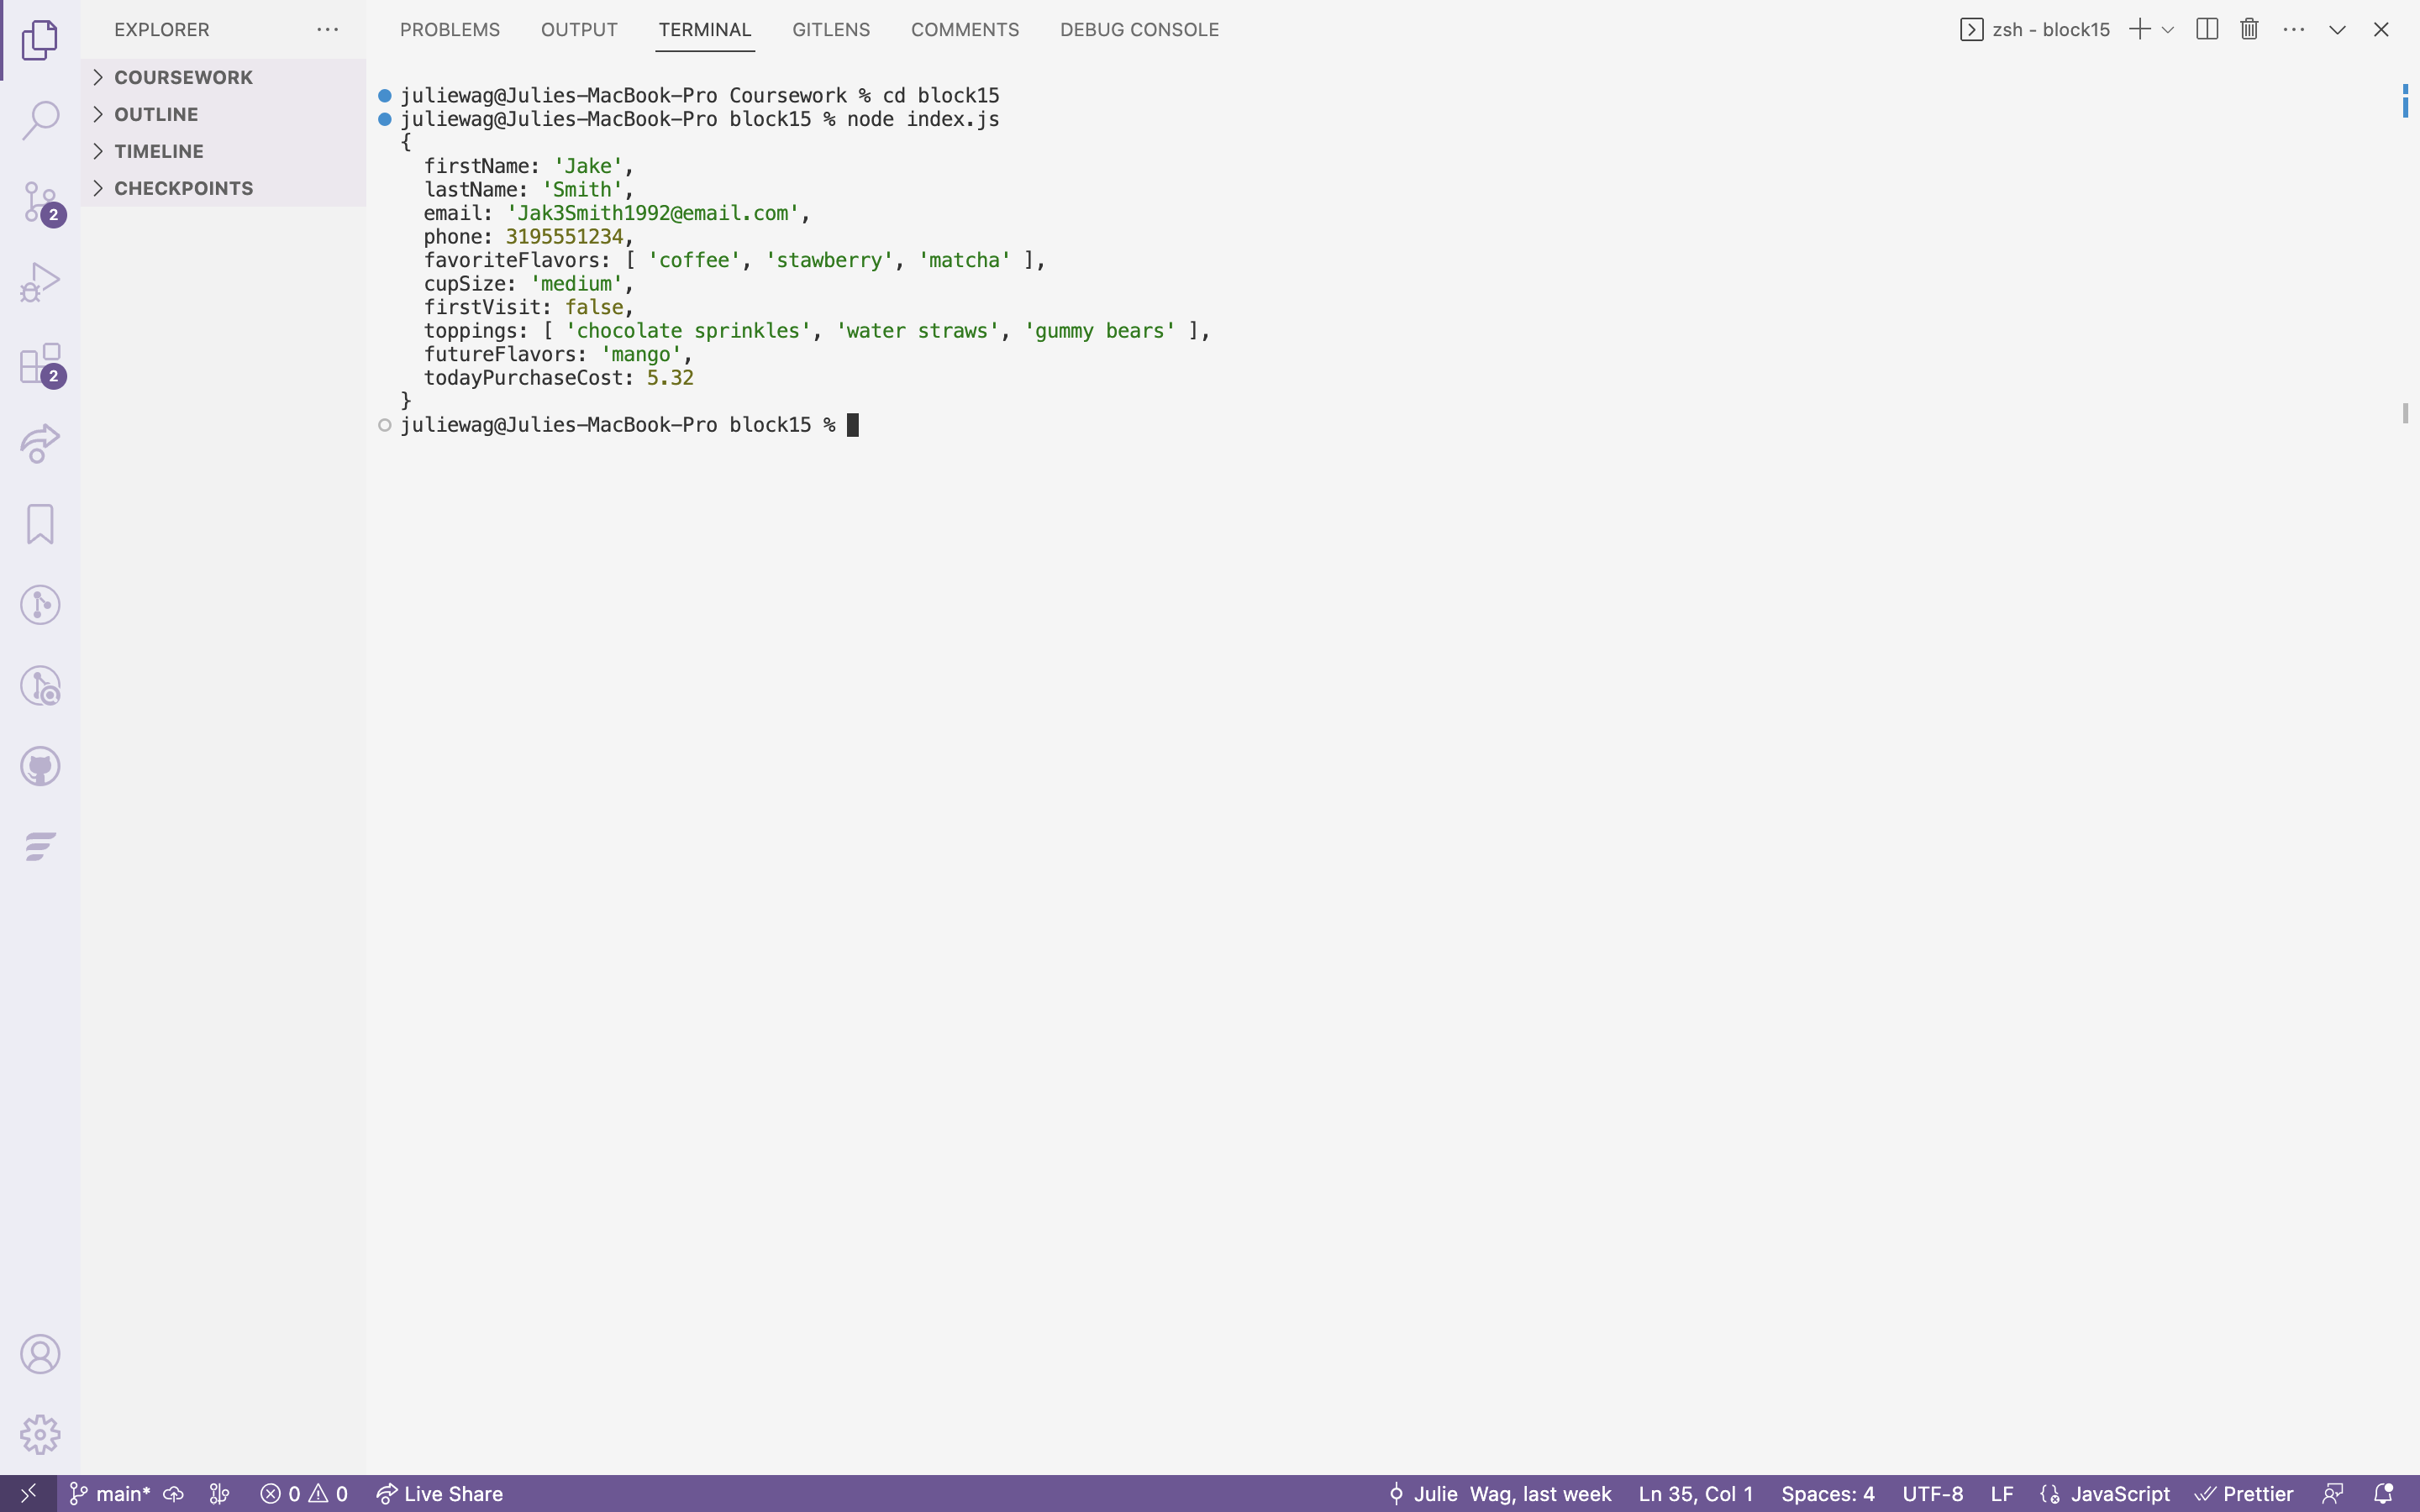 EXPLORER
COURSEWORK
OUTLINE
TIMELINE
CHECKPOINTS
2
2
PROBLEMS OUTPUT TERMINAL GITLENS COMMENTS DEBUG CONSOLE
zsh - block15
juliewag@Julies-MacBook-Pro Coursework % cd block15
juliewag@Julies-MacBook-Pro block15 % node index.js
{
  firstName: 'Jake',
  lastName: 'Smith',
  email: 'Jak3Smith1992@email.com',
  phone: 3195551234,
  favoriteFlavors: [ 'coffee', 'stawberry', 'matcha' ],
  cupSize: 'medium',
  firstVisit: false,
  toppings: [ 'chocolate sprinkles', 'water straws', 'gummy bears' ],
  futureFlavors: 'mango',
  todayPurchaseCost: 5.32
}
juliewag@Julies-MacBook-Pro block15 %
main* 0 0 Live Share Julie Wag, last week Ln 35, Col 1 Spaces: 4 UTF-8 LF JavaScript Prettier